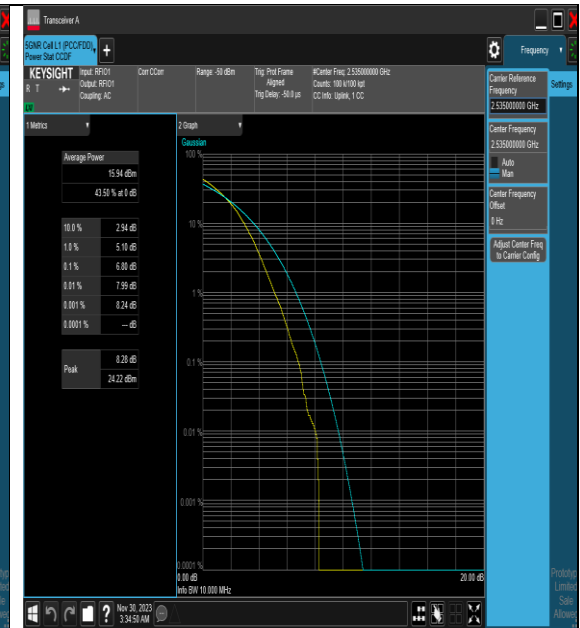 Transceiver A
5GNR Cell L1 (PCC/FDD),
Power Stat CCDF
Frequency
KEYSIGHT
R T
LVI
Input: RFIO1
Output: RFIO1
Coupling: AC
Corr CCorr
Range: -50 dBm
Trig: Prot Frame
Aligned
Trig Delay: -50.0 µs
#Center Freq: 2.535000000 GHz
Counts: 100 k/100 kpt
CC Info: Uplink, 1 CC
Carrier Reference
Frequency
2.535000000 GHz
Settings
1 Metrics
2 Graph
Center Frequency
2.535000000 GHz
Auto
Man
Center Frequency
Offset
0 Hz
Adjust Center Freq
to Carrier Config
Average Power
15.94 dBm
43.50 % at 0 dB
10.0 % 2.94 dB
1.0 % 5.10 dB
0.1 % 6.80 dB
0.01 % 7.99 dB
0.001 % 8.24 dB
0.0001 % --- dB
Peak 8.28 dB
24.22 dBm
Gaussian
100 %
10 %
1 %
0.1 %
0.01 %
0.001 %
0.0001 %
0.00 dB
20.00 dB
Info BW 10.000 MHz
Nov 30, 2023
3:34:50 AM